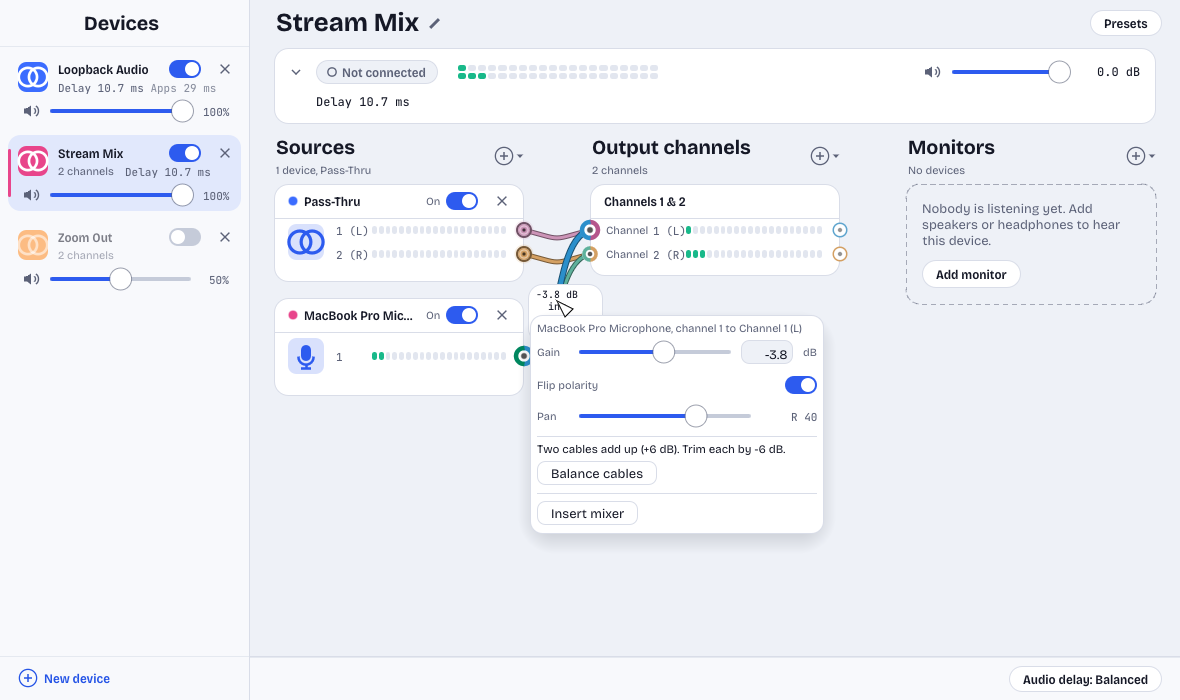 Devices
Loopback Audio
Delay 10.7 ms Apps 29 ms
100%
Stream Mix
2 channels Delay 10.7 ms
100%
Zoom Out
2 channels
50%
New device
Stream Mix
Presets
Not connected
0.0 dB
Delay 10.7 ms
Sources
1 device, Pass-Thru
Pass-Thru On
1 (L)
2 (R)
MacBook Pro Mic... On
1
Output channels
2 channels
Channels 1 & 2
Channel 1 (L)
Channel 2 (R)
-3.8 dB
MacBook Pro Microphone, channel 1 to Channel 1 (L)
Gain -3.8 dB
Flip polarity
Pan R 40
Two cables add up (+6 dB). Trim each by -6 dB.
Balance cables
Insert mixer
Monitors
No devices
Nobody is listening yet. Add
speakers or headphones to hear
this device.
Add monitor
Audio delay: Balanced